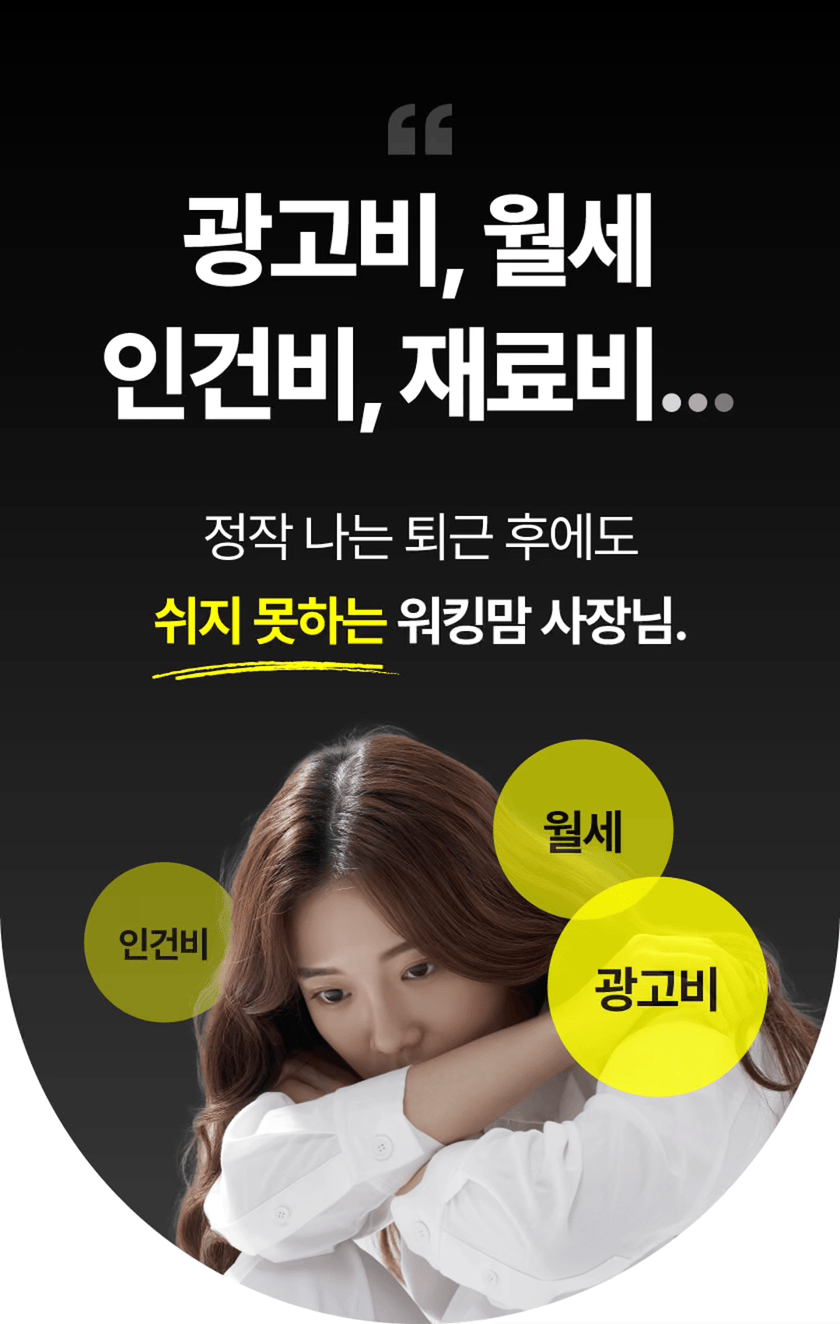 “
광고비, 월세
인건비, 재료비...
정작 나는 퇴근 후에도
쉬지 못하는 워킹맘 사장님.
월세
인건비
광고비